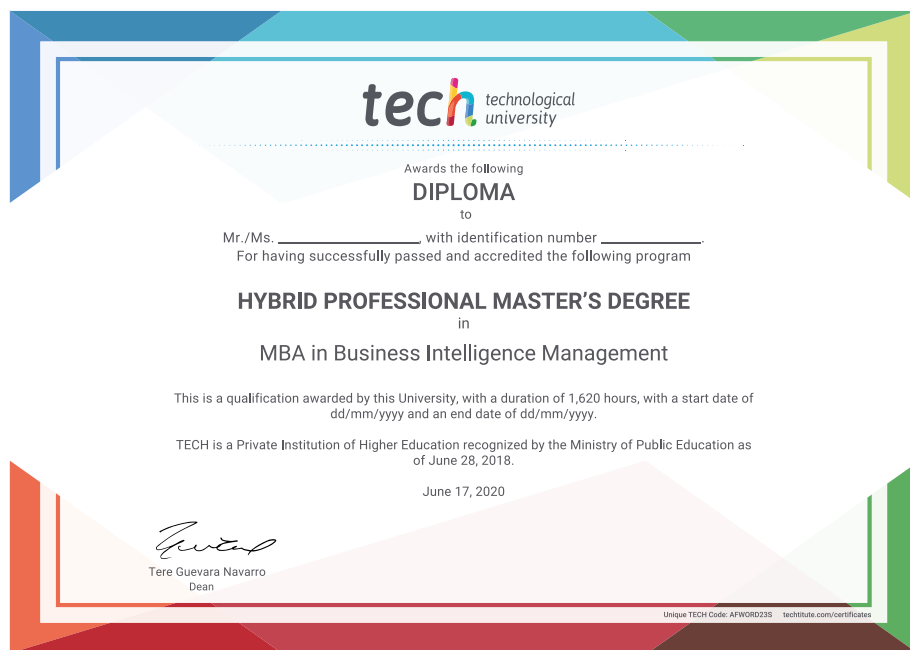 tech technological
university
Awards the following
DIPLOMA
to
Mr./Ms. ____________________, with identification number ______________.
For having successfully passed and accredited the following program
HYBRID PROFESSIONAL MASTER’S DEGREE
in
MBA in Business Intelligence Management
This is a qualification awarded by this University, with a duration of 1,620 hours, with a start date of
dd/mm/yyyy and an end date of dd/mm/yyyy.
TECH is a Private Institution of Higher Education recognized by the Ministry of Public Education as
of June 28, 2018.
June 17, 2020
Tere Guevara Navarro
Dean
Unique TECH Code: AFWORD23S techtitute.com/certificates